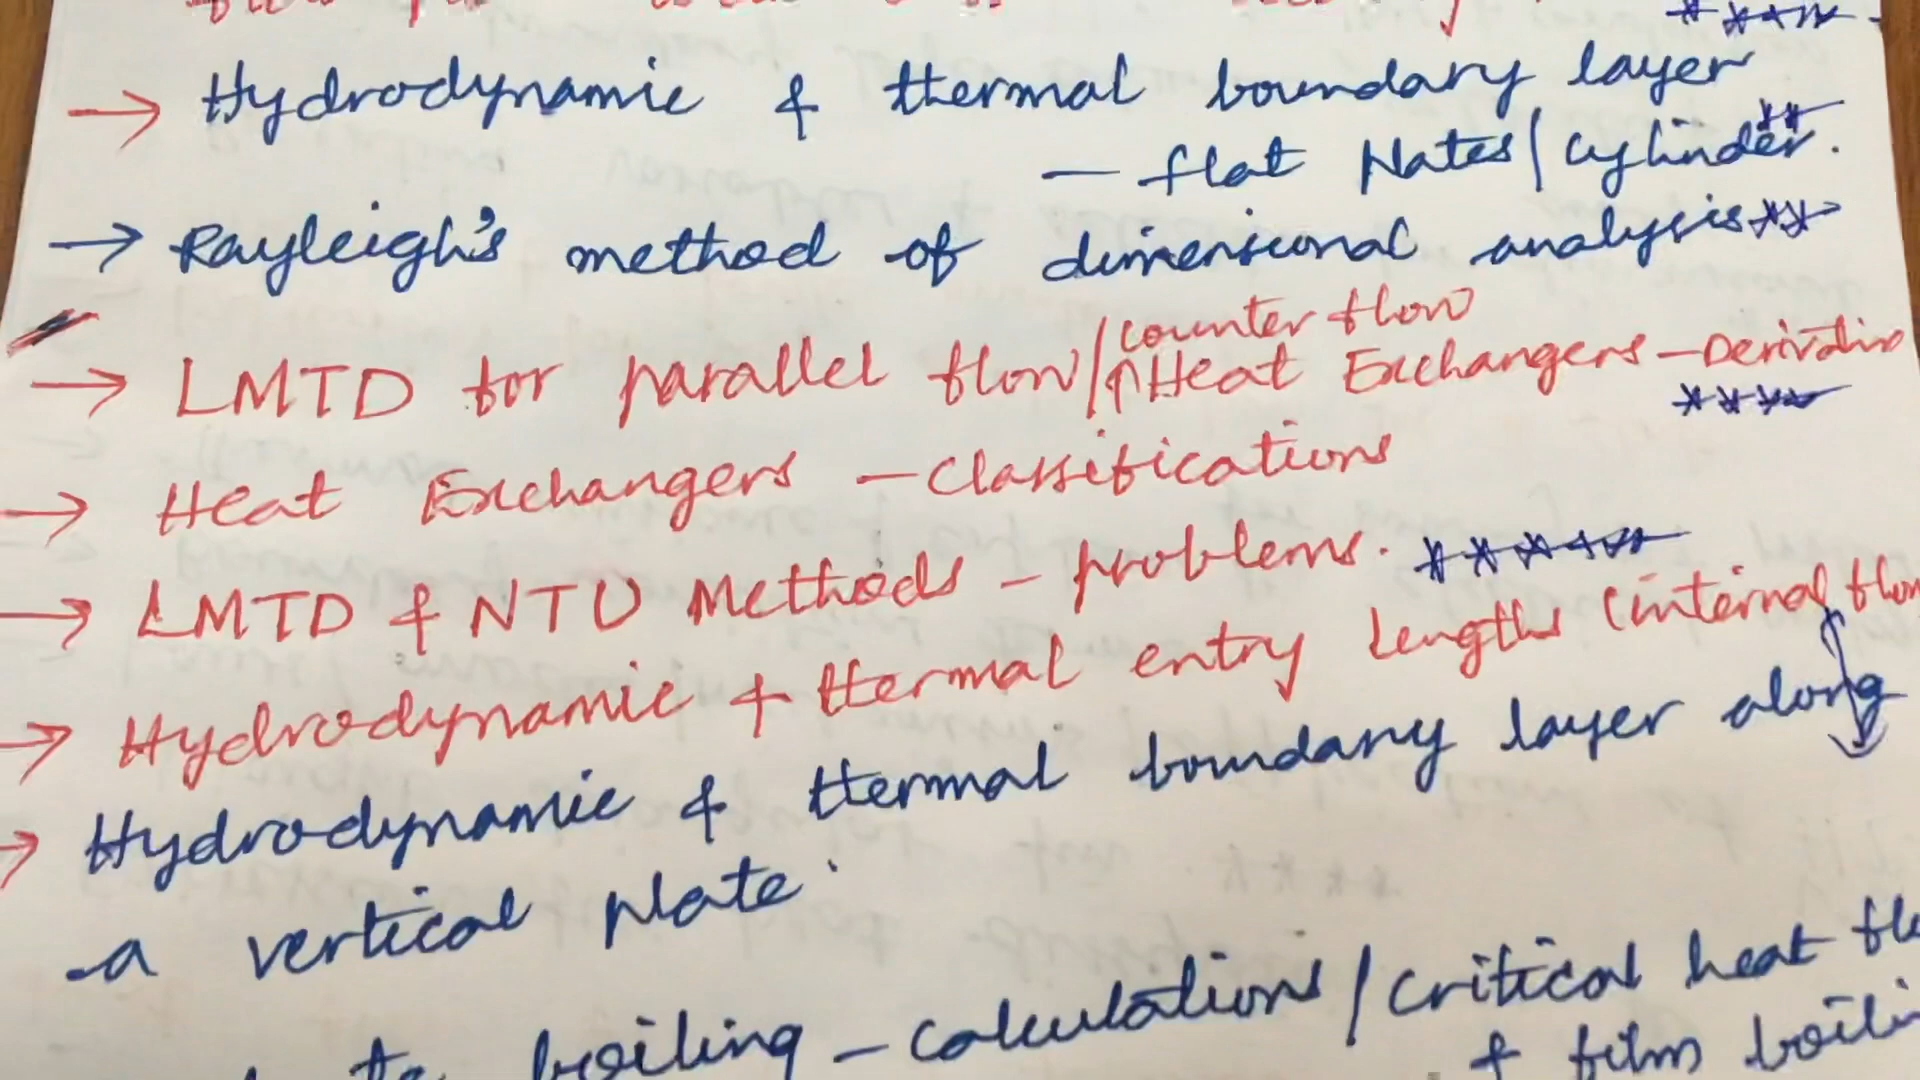 → Hydrodynamic & thermal boundary layer ****
— flat Plates / cylinder. **
→ Rayleigh's method of dimensional analysis **
→ LMTD for parallel flow / counter flow Heat Exchangers — Derivation ****
→ Heat Exchangers — Classifications
→ LMTD & NTU Methods — problems. *****
→ Hydrodynamic & thermal entry lengths (internal flow
→ Hydrodynamic & thermal boundary layer along
a vertical plate.
boiling — calculations / critical heat
& film